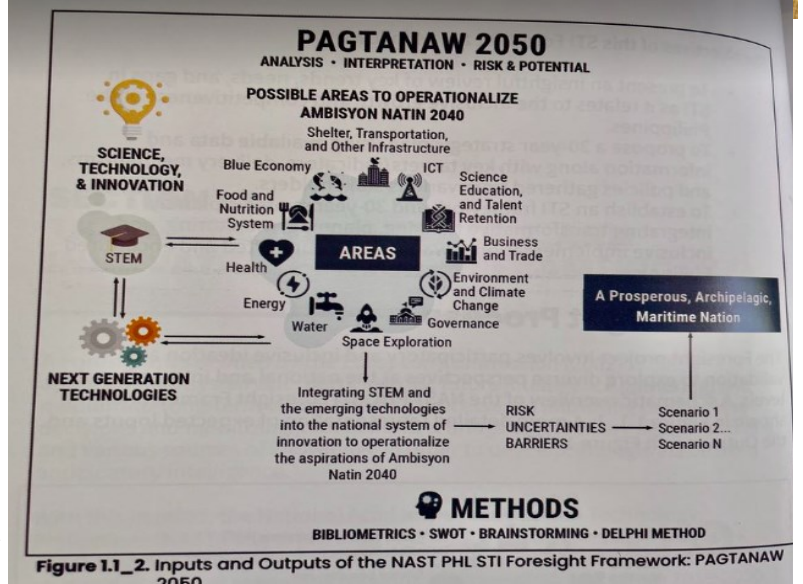 PAGTANAW 2050
ANALYSIS • INTERPRETATION • RISK & POTENTIAL
POSSIBLE AREAS TO OPERATIONALIZE
AMBISYON NATIN 2040
SCIENCE,
TECHNOLOGY,
& INNOVATION
STEM
NEXT GENERATION
TECHNOLOGIES
Shelter, Transportation,
and Other Infrastructure
Blue Economy
ICT
Food and
Nutrition
System
Science
Education,
and Talent
Retention
AREAS
Business
and Trade
Health
Environment
and Climate
Change
Energy
Water
Governance
Space Exploration
A Prosperous, Archipelagic,
Maritime Nation
Integrating STEM and
the emerging technologies
into the national system of
innovation to operationalize
the aspirations of Ambisyon
Natin 2040
RISK
UNCERTAINTIES
BARRIERS
Scenario 1
Scenario 2...
Scenario N
METHODS
BIBLIOMETRICS • SWOT • BRAINSTORMING • DELPHI METHOD
Figure 1.1_2. Inputs and Outputs of the NAST PHL STI Foresight Framework: PAGTANAW
2050